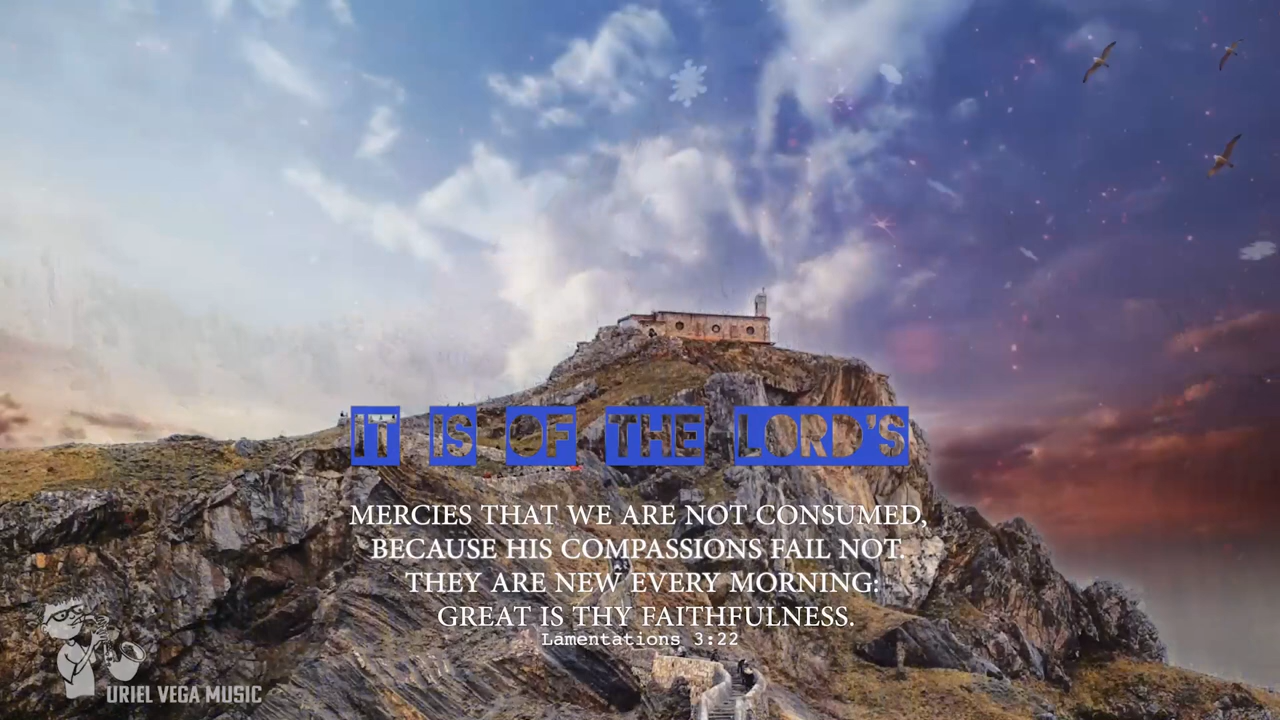 IT IS OF THE LORD'S
MERCIES THAT WE ARE NOT CONSUMED,
BECAUSE HIS COMPASSIONS FAIL NOT.
THEY ARE NEW EVERY MORNING:
GREAT IS THY FAITHFULNESS.
Lamentations 3:22
URIEL VEGA MUSIC